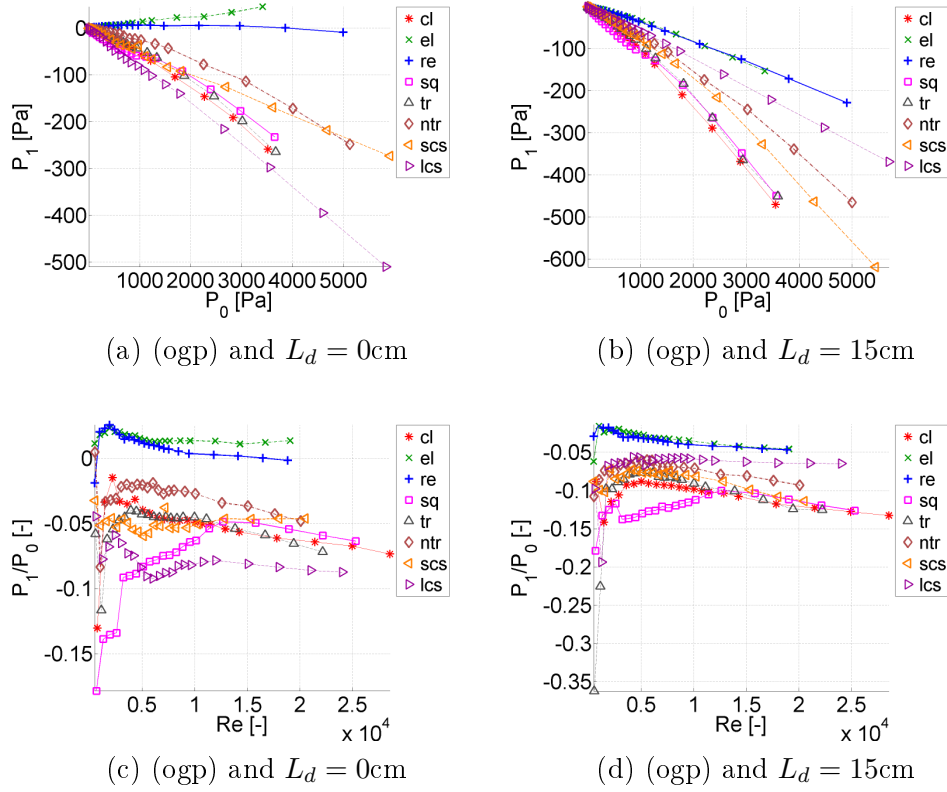 0
-100
-200
-300
-400
-500
P1 [Pa]
1000 2000 3000 4000 5000
P0 [Pa]
cl
el
re
sq
tr
ntr
scs
lcs
(a) (ogp) and Ld = 0cm
-100
-200
-300
-400
-500
-600
P1 [Pa]
1000 2000 3000 4000 5000
P0 [Pa]
cl
el
re
sq
tr
ntr
scs
lcs
(b) (ogp) and Ld = 15cm
0
-0.05
-0.1
-0.15
P1/P0 [-]
0.5 1 1.5 2 2.5
Re [-]
x 10^4
cl
el
re
sq
tr
ntr
scs
lcs
(c) (ogp) and Ld = 0cm
-0.05
-0.1
-0.15
-0.2
-0.25
-0.3
-0.35
P1/P0 [-]
0.5 1 1.5 2 2.5
Re [-]
x 10^4
cl
el
re
sq
tr
ntr
scs
lcs
(d) (ogp) and Ld = 15cm